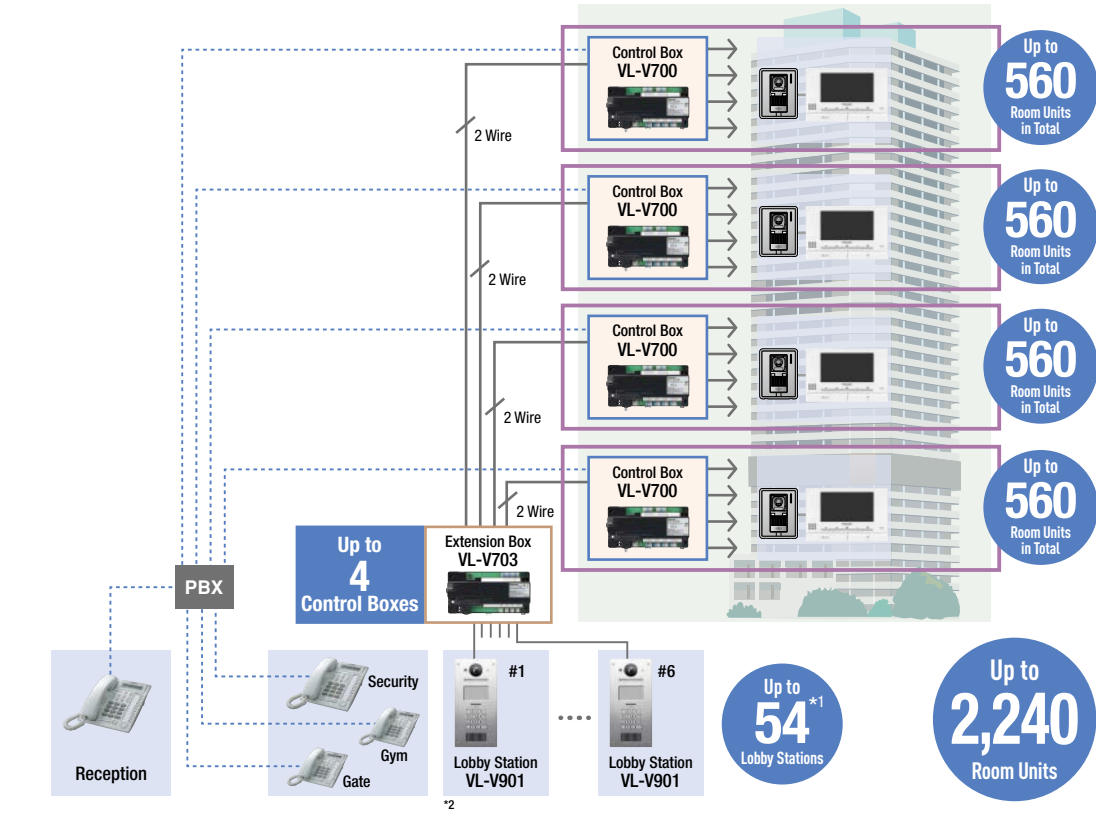 Control Box
VL-V700
Up to
560
Room Units
in Total
2 Wire
Control Box
VL-V700
Up to
560
Room Units
in Total
2 Wire
Control Box
VL-V700
Up to
560
Room Units
in Total
2 Wire
Control Box
VL-V700
Up to
560
Room Units
in Total
2 Wire
Up to
4
Control Boxes
Extension Box
VL-V703
PBX
Reception
Security
Gym
Gate
#1
Lobby Station
VL-V901
*2
#6
Lobby Station
VL-V901
Up to
54*1
Lobby Stations
Up to
2,240
Room Units